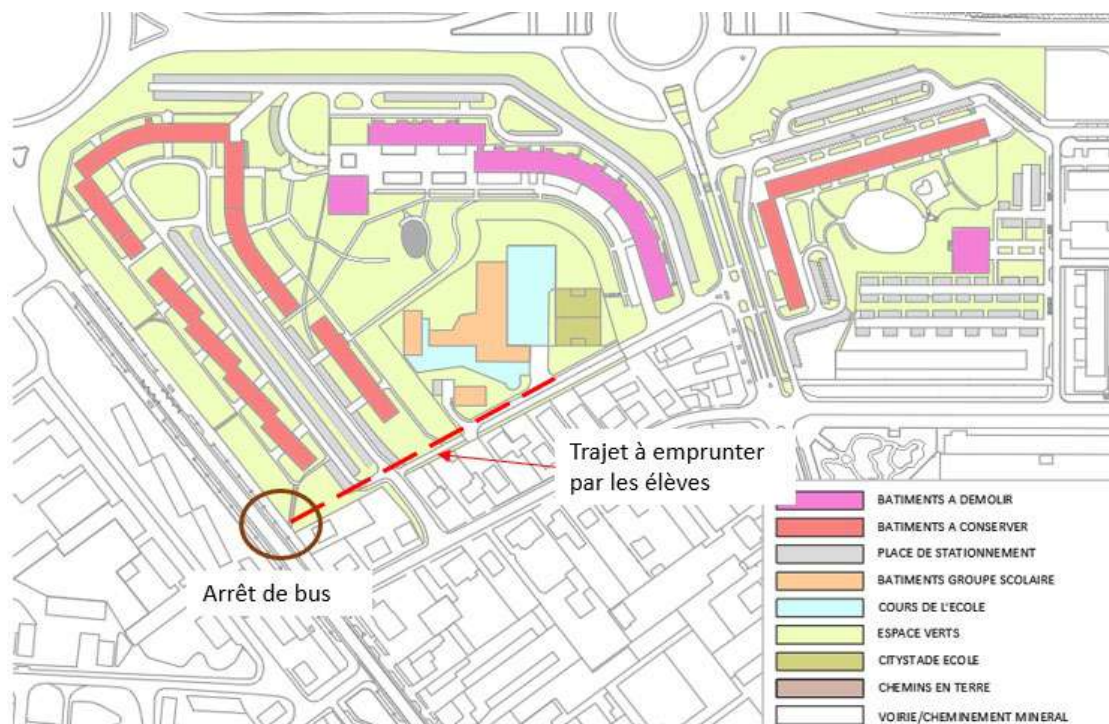 Trajet à emprunter
par les élèves
Arrêt de bus
BATIMENTS A DEMOLIR
BATIMENTS A CONSERVER
PLACE DE STATIONNEMENT
BATIMENTS GROUPE SCOLAIRE
COURS DE L'ECOLE
ESPACE VERTS
CITYSTADE ECOLE
CHEMINS EN TERRE
VOIRIE/CHEMINEMENT MINERAL